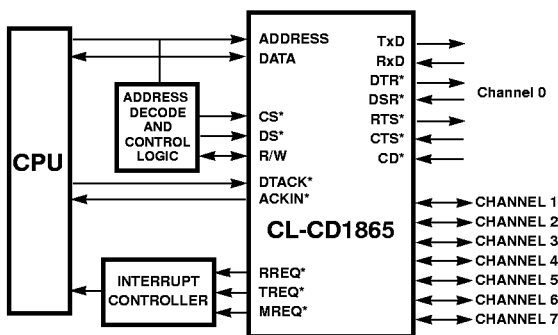 CPU
ADDRESS
DECODE
AND
CONTROL
LOGIC
INTERRUPT
CONTROLLER
ADDRESS
DATA
CS*
DS*
R/W
DTACK*
ACKIN*
CL-CD1865
RREQ*
TREQ*
MREQ*
TxD
RxD
DTR*
DSR*
RTS*
CTS*
CD*
Channel 0
CHANNEL 1
CHANNEL 2
CHANNEL 3
CHANNEL 4
CHANNEL 5
CHANNEL 6
CHANNEL 7